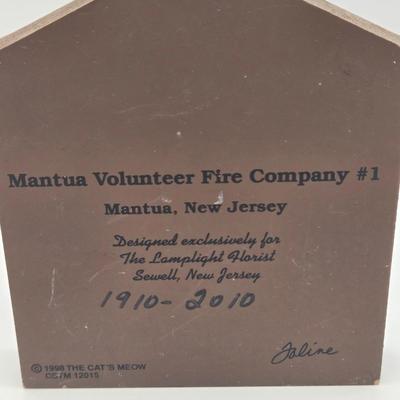 Mantua Volunteer Fire Company #1
Mantua, New Jersey
Designed exclusively for
The Lamplight Florist
Sewell, New Jersey
1910-2010
Faline
© 1998 THE CAT'S MEOW
CSTM 12015